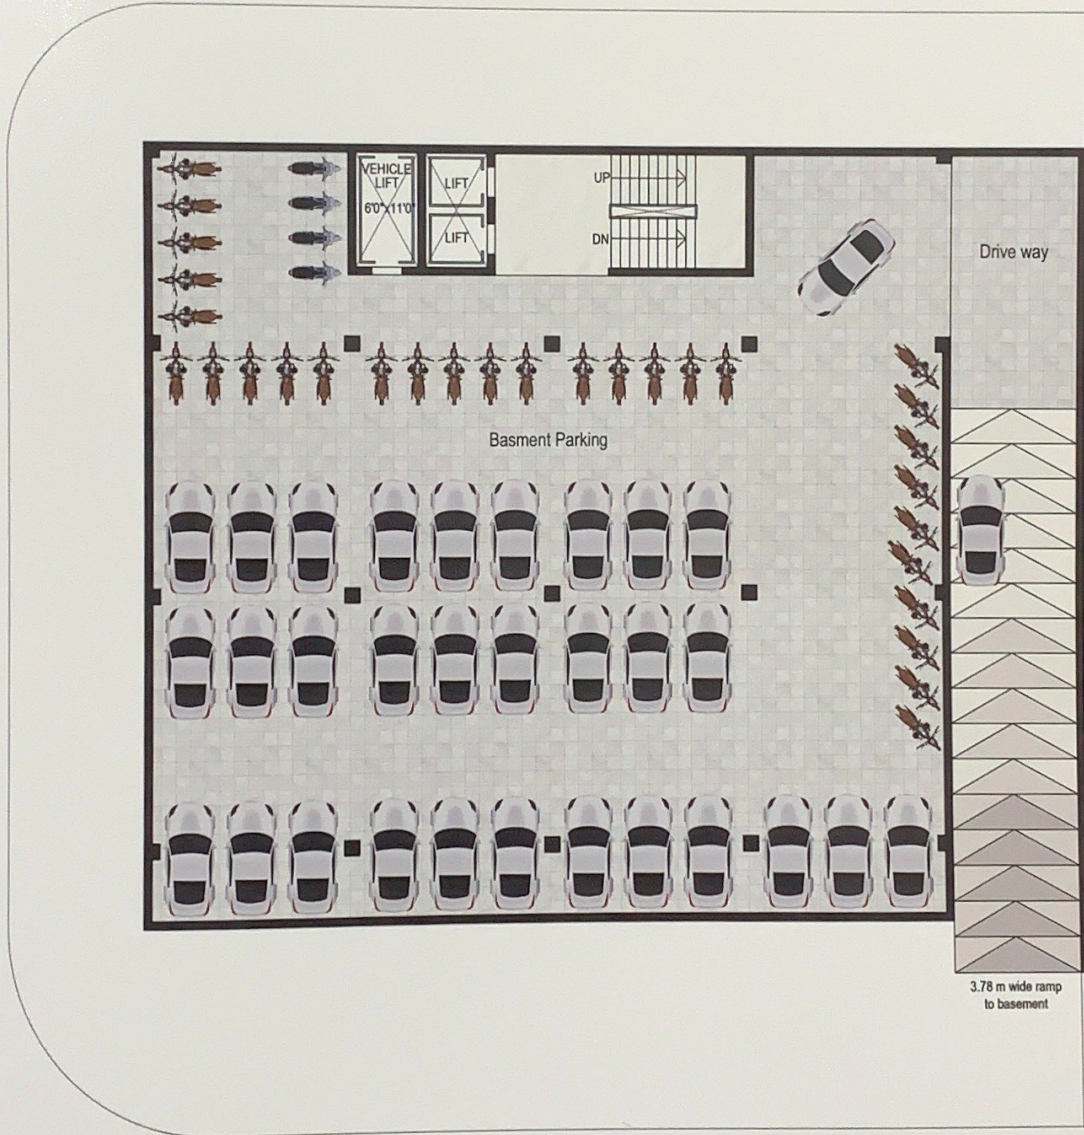 VEHICLE
LIFT
6'0"x11'0"
LIFT
LIFT
UP
DN
Drive way
Basment Parking
3.78 m wide ramp
to basement